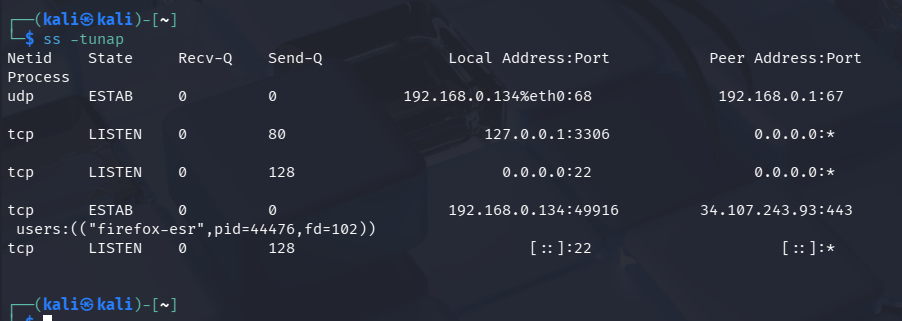 ┌──(kali㉿kali)-[~]
└─$ ss -tunap
Netid State Recv-Q Send-Q Local Address:Port Peer Address:Port
Process
udp ESTAB 0 0 192.168.0.134%eth0:68 192.168.0.1:67
tcp LISTEN 0 80 127.0.0.1:3306 0.0.0.0:*
tcp LISTEN 0 128 0.0.0.0:22 0.0.0.0:*
tcp ESTAB 0 0 192.168.0.134:49916 34.107.243.93:443
users:(("firefox-esr",pid=44476,fd=102))
tcp LISTEN 0 128 [::]:22 [::]:*
┌──(kali㉿kali)-[~]
└─$